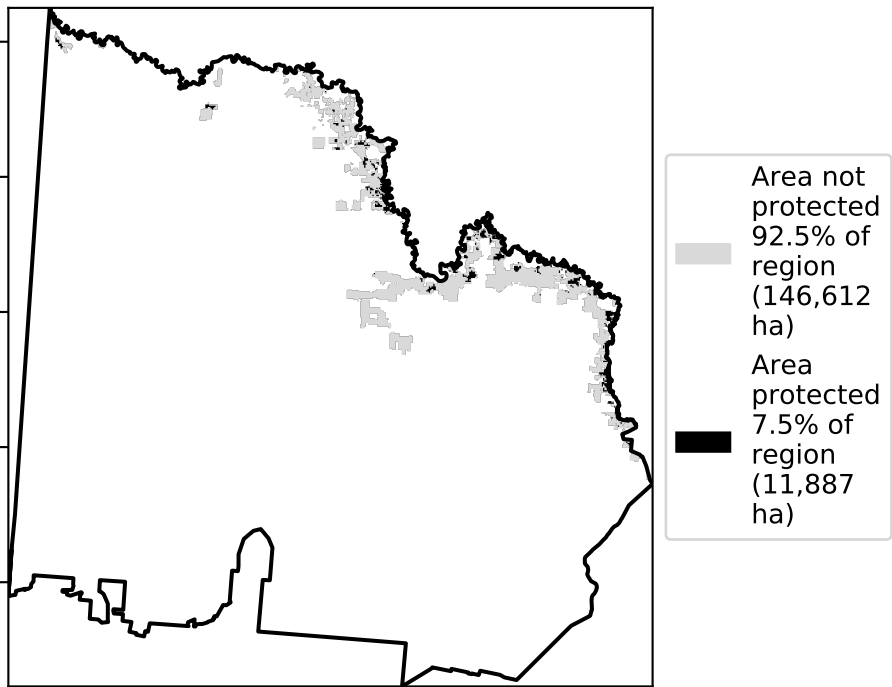 Area not
protected
92.5% of
region
(146,612
ha)
Area
protected
7.5% of
region
(11,887
ha)